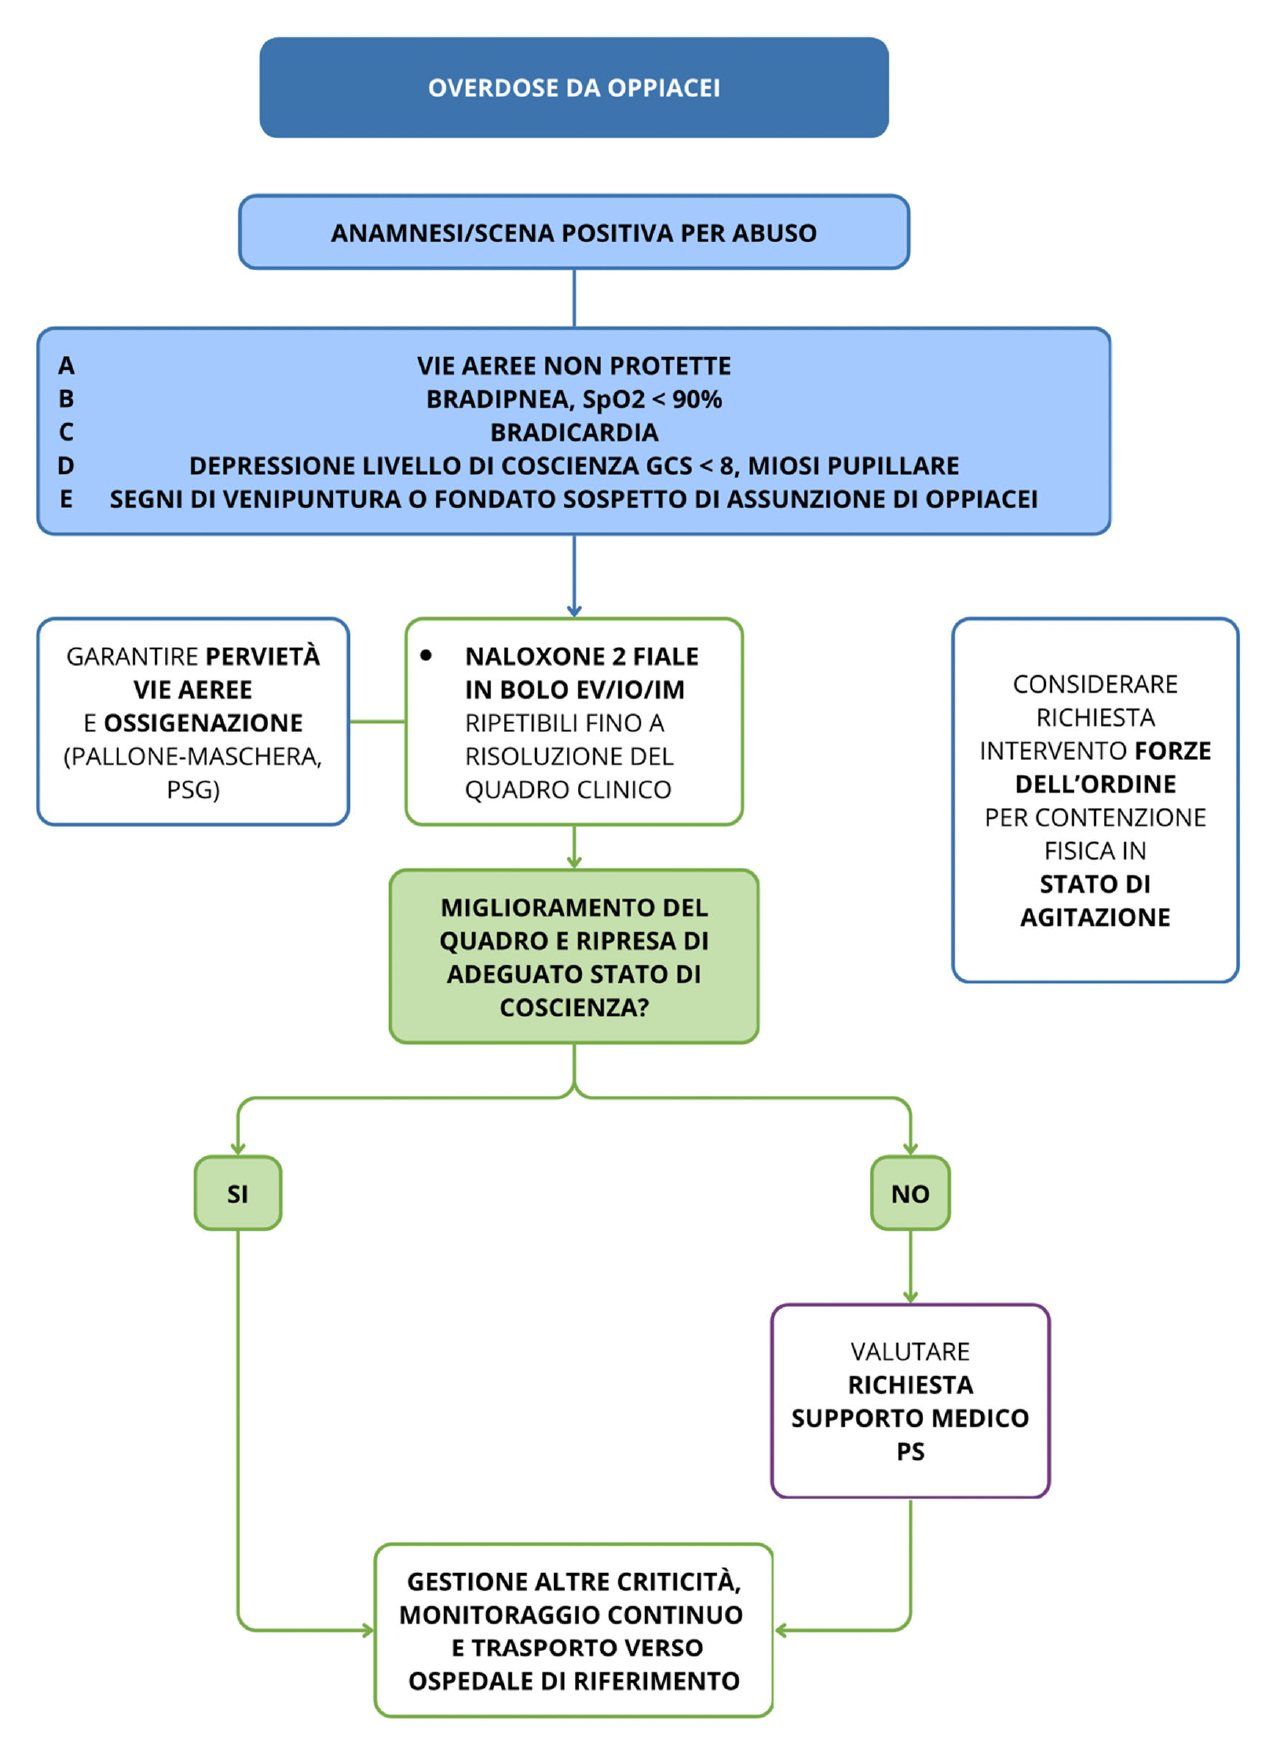 OVERDOSE DA OPPIACEI
ANAMNESI/SCENA POSITIVA PER ABUSO
A VIE AEREE NON PROTETTE
B BRADIPNEA, SpO2 < 90%
C BRADICARDIA
D DEPRESSIONE LIVELLO DI COSCIENZA GCS < 8, MIOSI PUPILLARE
E SEGNI DI VENIPUNTURA O FONDATO SOSPETTO DI ASSUNZIONE DI OPPIACEI
GARANTIRE PERVIETÀ
VIE AEREE
E OSSIGENAZIONE
(PALLONE-MASCHERA,
PSG)
• NALOXONE 2 FIALE
IN BOLO EV/IO/IM
RIPETIBILI FINO A
RISOLUZIONE DEL
QUADRO CLINICO
CONSIDERARE
RICHIESTA
INTERVENTO FORZE
DELL’ORDINE
PER CONTENZIONE
FISICA IN
STATO DI
AGITAZIONE
MIGLIORAMENTO DEL
QUADRO E RIPRESA DI
ADEGUATO STATO DI
COSCIENZA?
SI
NO
VALUTARE
RICHIESTA
SUPPORTO MEDICO
PS
GESTIONE ALTRE CRITICITÀ,
MONITORAGGIO CONTINUO
E TRASPORTO VERSO
OSPEDALE DI RIFERIMENTO